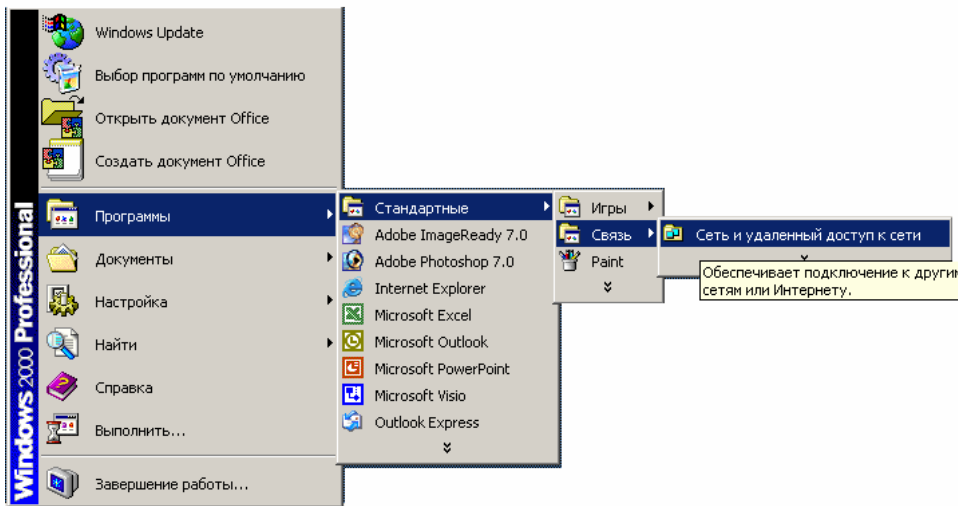 Windows 2000 Professional
Windows Update
Выбор программ по умолчанию
Открыть документ Office
Создать документ Office
Программы
Документы
Настройка
Найти
Справка
Выполнить...
Завершение работы...
Стандартные
Adobe ImageReady 7.0
Adobe Photoshop 7.0
Internet Explorer
Microsoft Excel
Microsoft Outlook
Microsoft PowerPoint
Microsoft Visio
Outlook Express
Игры
Связь
Paint
Сеть и удаленный доступ к сети
Обеспечивает подключение к другим
сетям или Интернету.